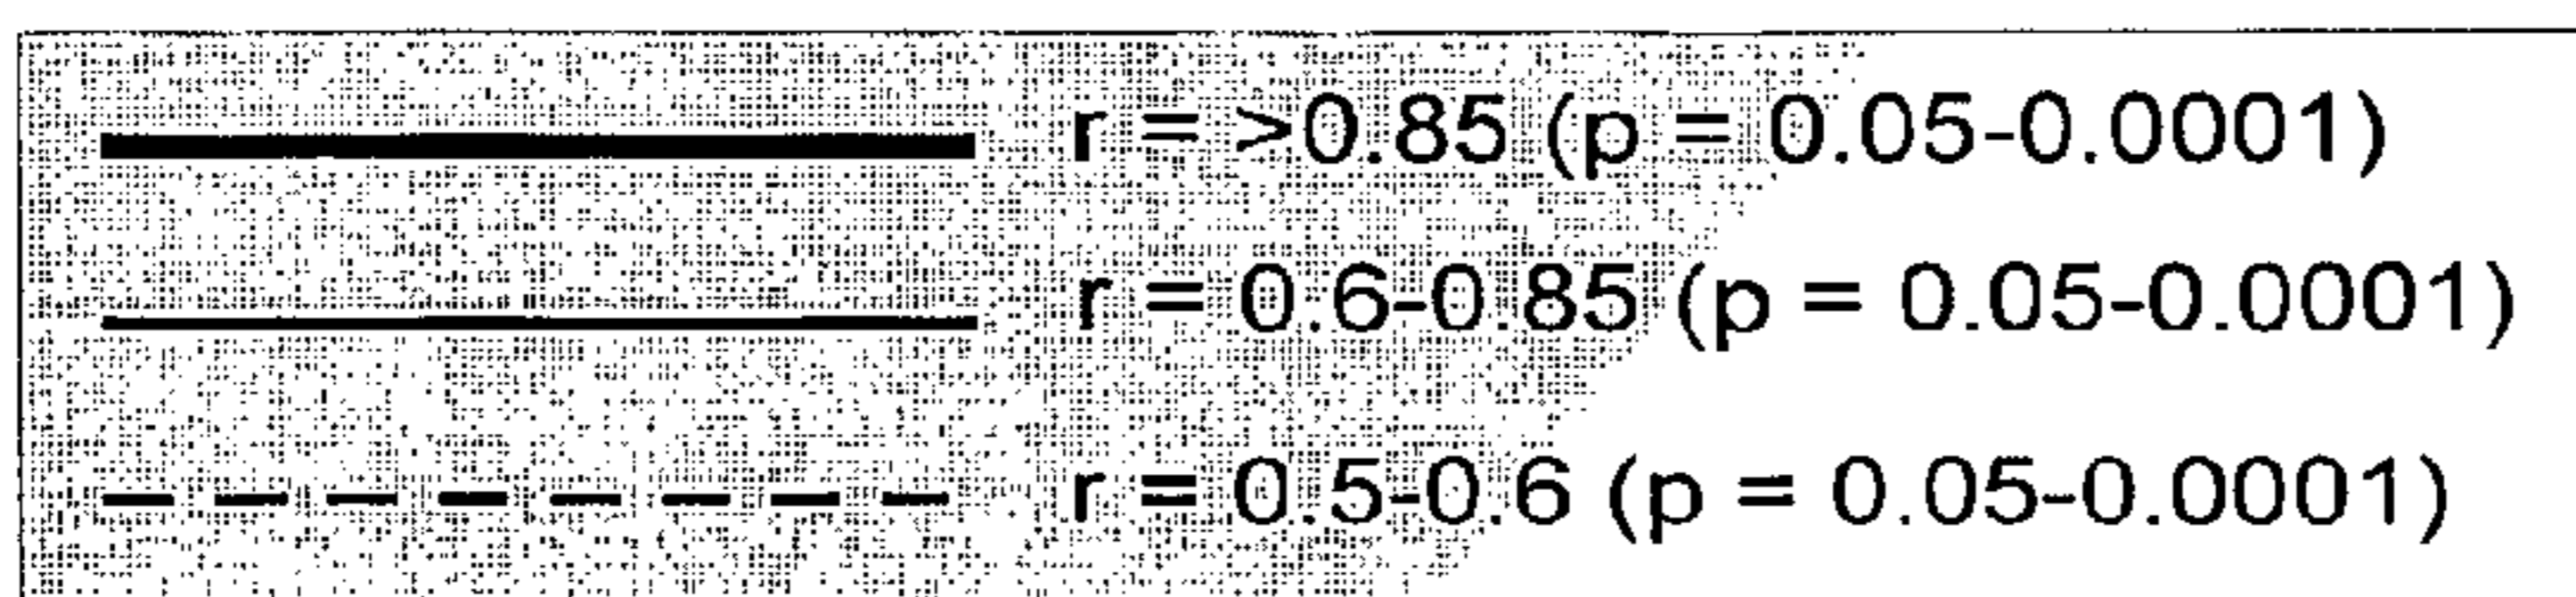 r = >0.85 (p = 0.05-0.0001)
r = 0.6-0.85 (p = 0.05-0.0001)
r = 0.5-0.6 (p = 0.05-0.0001)